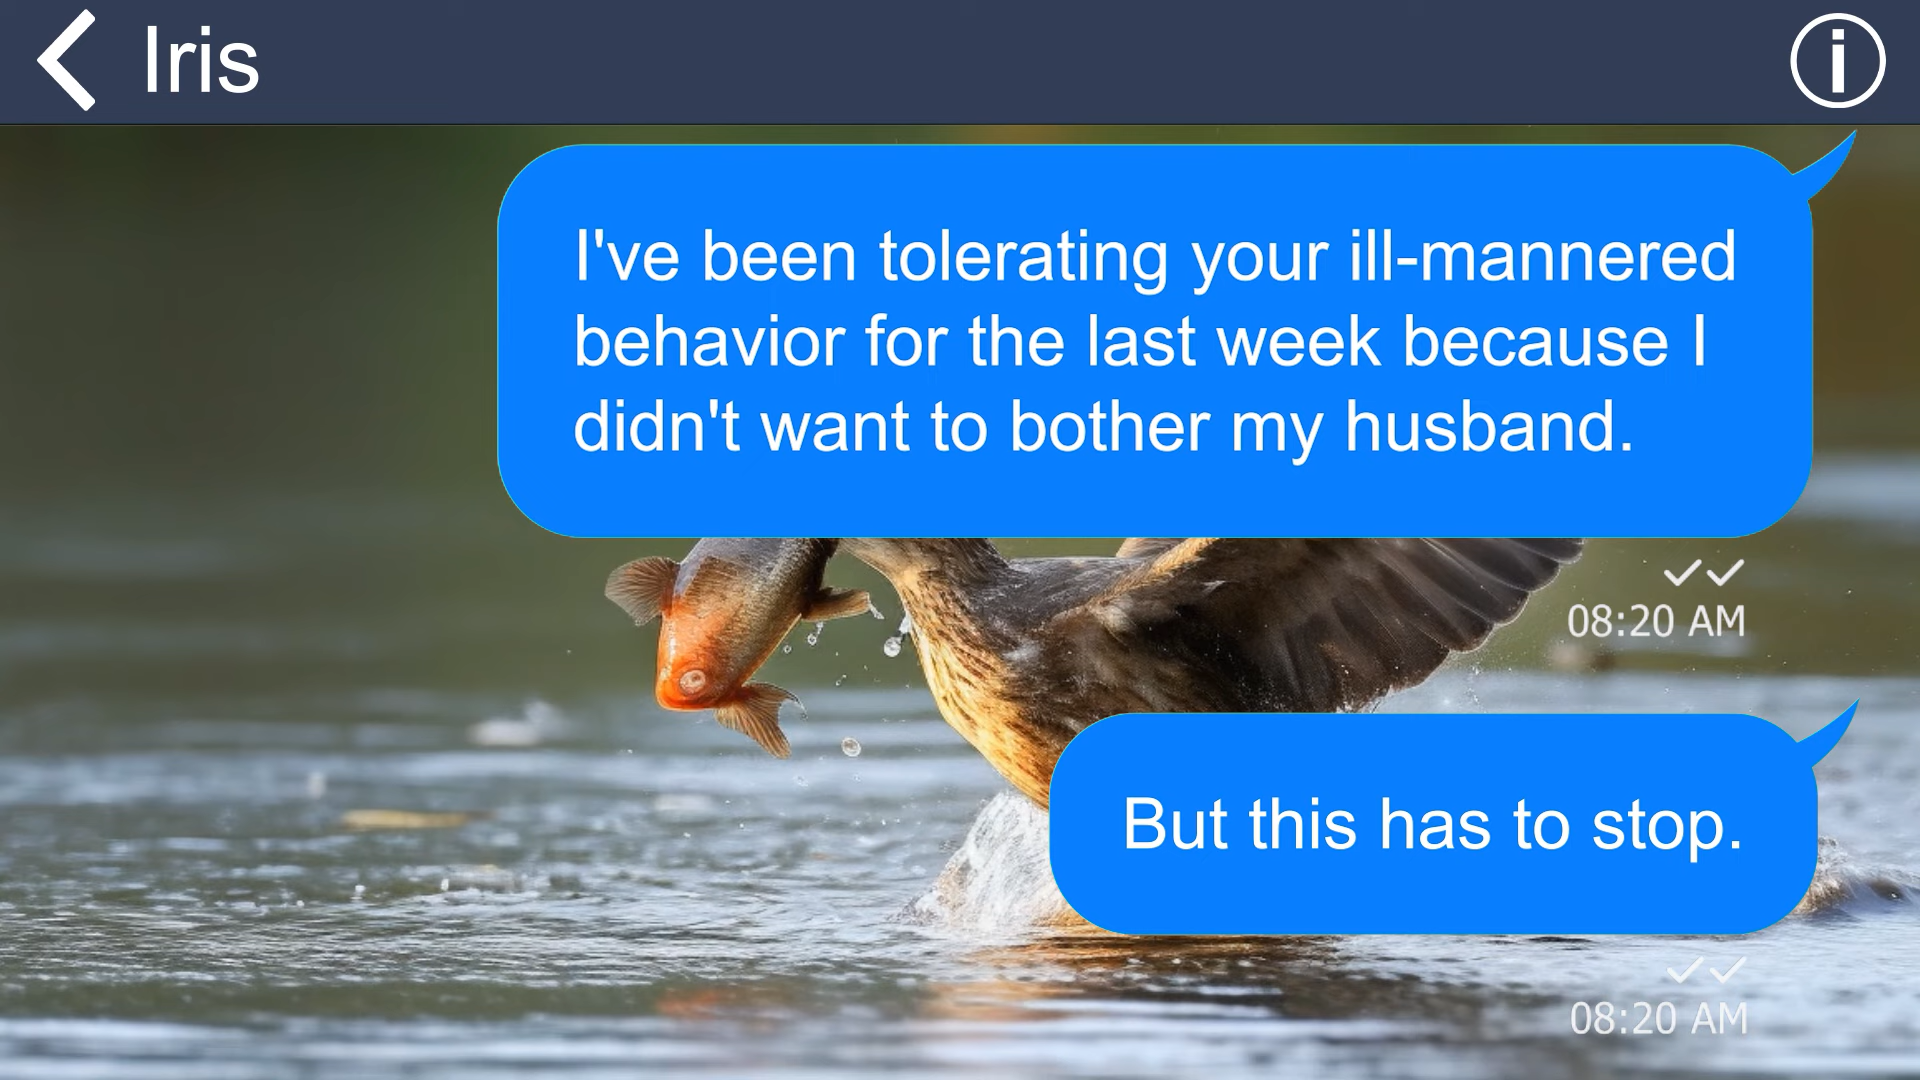 Iris
I've been tolerating your ill-mannered
behavior for the last week because I
didn't want to bother my husband.
08:20 AM
But this has to stop.
08:20 AM